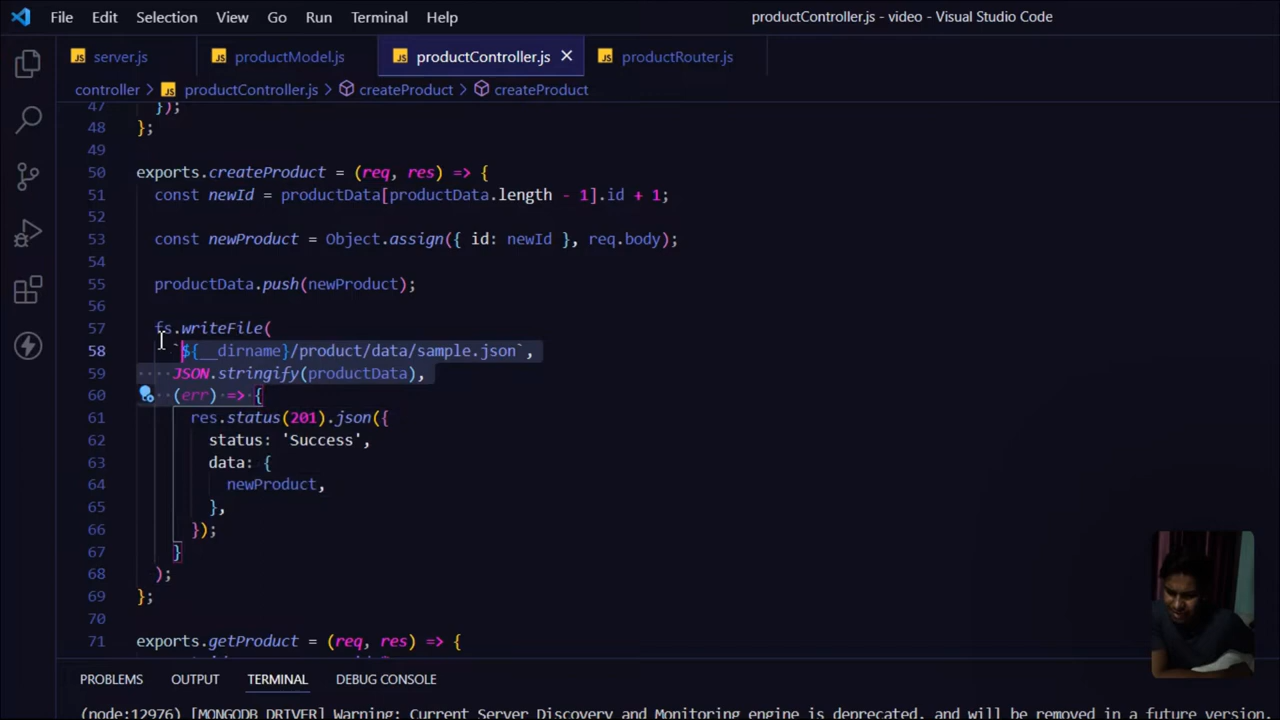 File Edit Selection View Go Run Terminal Help productController.js - video - Visual Studio Code
JS server.js JS productModel.js JS productController.js JS productRouter.js
controller > JS productController.js > createProduct > createProduct
47 });
48 };
49
50 exports.createProduct = (req, res) => {
51 const newId = productData[productData.length - 1].id + 1;
52
53 const newProduct = Object.assign({ id: newId }, req.body);
54
55 productData.push(newProduct);
56
57 fs.writeFile(
58 `${__dirname}/product/data/sample.json`,
59 JSON.stringify(productData),
60 (err) => {
61 res.status(201).json({
62 status: 'Success',
63 data: {
64 newProduct,
65 },
66 });
67 }
68 );
69 };
70
71 exports.getProduct = (req, res) => {
PROBLEMS OUTPUT TERMINAL DEBUG CONSOLE
(node:12976) [MONGODB DRIVER] Warning: Current Server Discovery and Monitoring engine is deprecated, and will be removed in a future version.